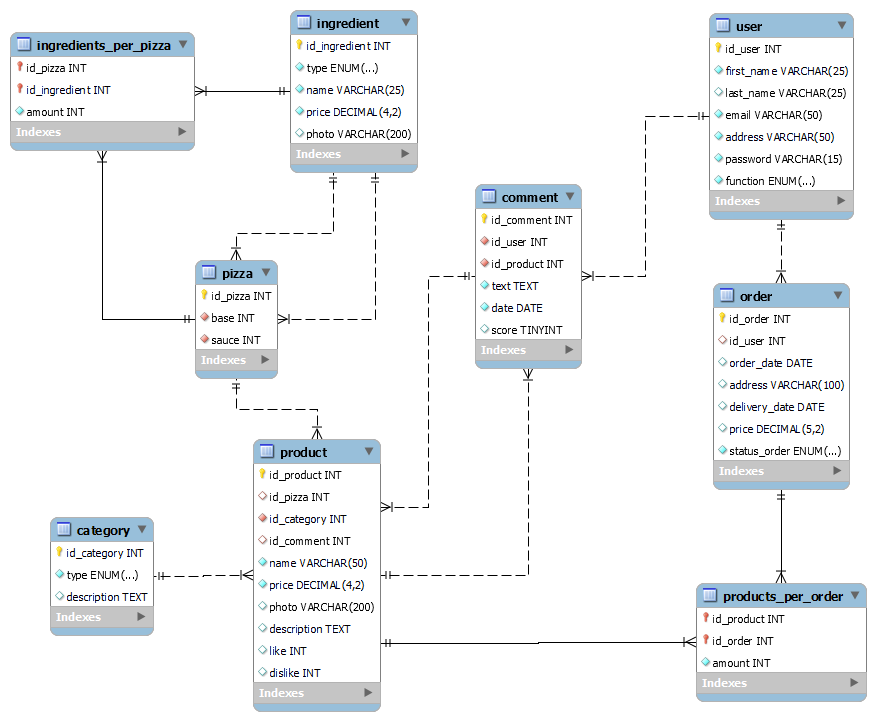 ingredients_per_pizza
id_pizza INT
id_ingredient INT
amount INT
Indexes
ingredient
id_ingredient INT
type ENUM(...)
name VARCHAR(25)
price DECIMAL(4,2)
photo VARCHAR(200)
Indexes
user
id_user INT
first_name VARCHAR(25)
last_name VARCHAR(25)
email VARCHAR(50)
address VARCHAR(50)
password VARCHAR(15)
function ENUM(...)
Indexes
comment
id_comment INT
id_user INT
id_product INT
text TEXT
date DATE
score TINYINT
Indexes
pizza
id_pizza INT
base INT
sauce INT
Indexes
order
id_order INT
id_user INT
order_date DATE
address VARCHAR(100)
delivery_date DATE
price DECIMAL(5,2)
status_order ENUM(...)
Indexes
product
id_product INT
id_pizza INT
id_category INT
id_comment INT
name VARCHAR(50)
price DECIMAL(4,2)
photo VARCHAR(200)
description TEXT
like INT
dislike INT
Indexes
category
id_category INT
type ENUM(...)
description TEXT
Indexes
products_per_order
id_product INT
id_order INT
amount INT
Indexes